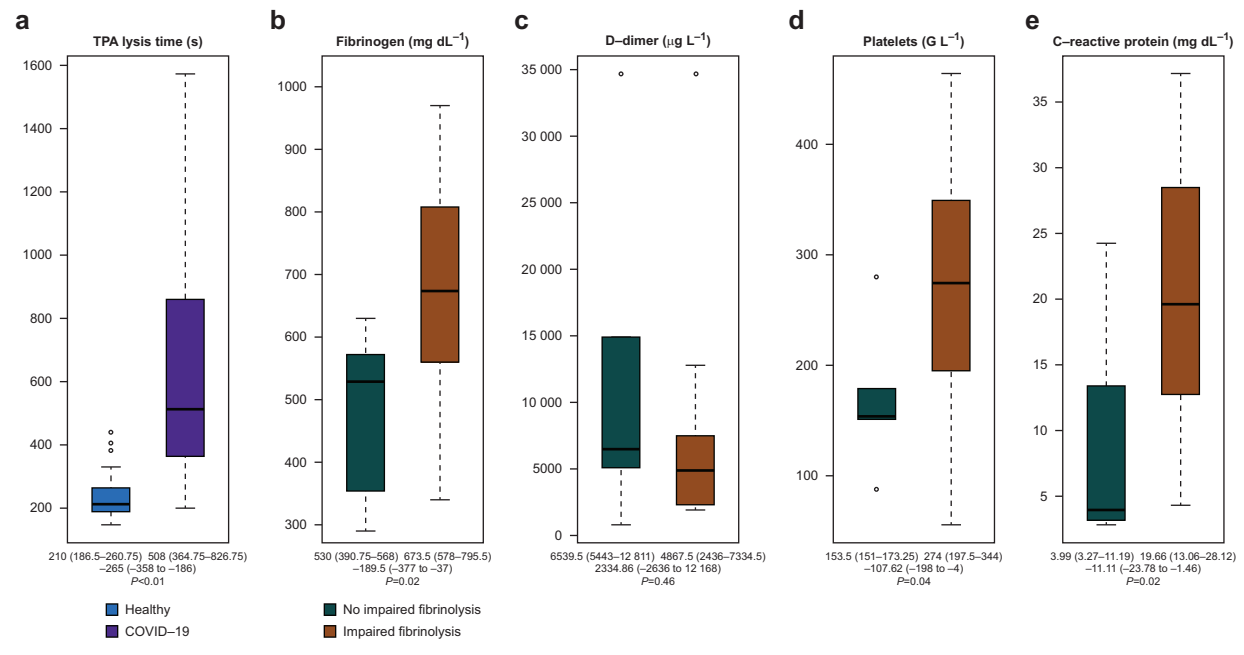 a
TPA lysis time (s)
1600
1400
1200
1000
800
600
400
200
210 (186.5–260.75) 508 (364.75–826.75)
–265 (–358 to –186)
P<0.01
b
Fibrinogen (mg dL⁻¹)
1000
900
800
700
600
500
400
300
530 (390.75–568) 673.5 (578–795.5)
–189.5 (–377 to –37)
P=0.02
c
D–dimer (μg L⁻¹)
35 000
30 000
25 000
20 000
15 000
10 000
5000
0
6539.5 (5443–12 811) 4867.5 (2436–7334.5)
2334.86 (–2636 to 12 168)
P=0.46
d
Platelets (G L⁻¹)
400
300
200
100
153.5 (151–173.25) 274 (197.5–344)
–107.62 (–198 to –4)
P=0.04
e
C–reactive protein (mg dL⁻¹)
35
30
25
20
15
10
5
3.99 (3.27–11.19) 19.66 (13.06–28.12)
–11.11 (–23.78 to –1.46)
P=0.02
Healthy
COVID–19
No impaired fibrinolysis
Impaired fibrinolysis